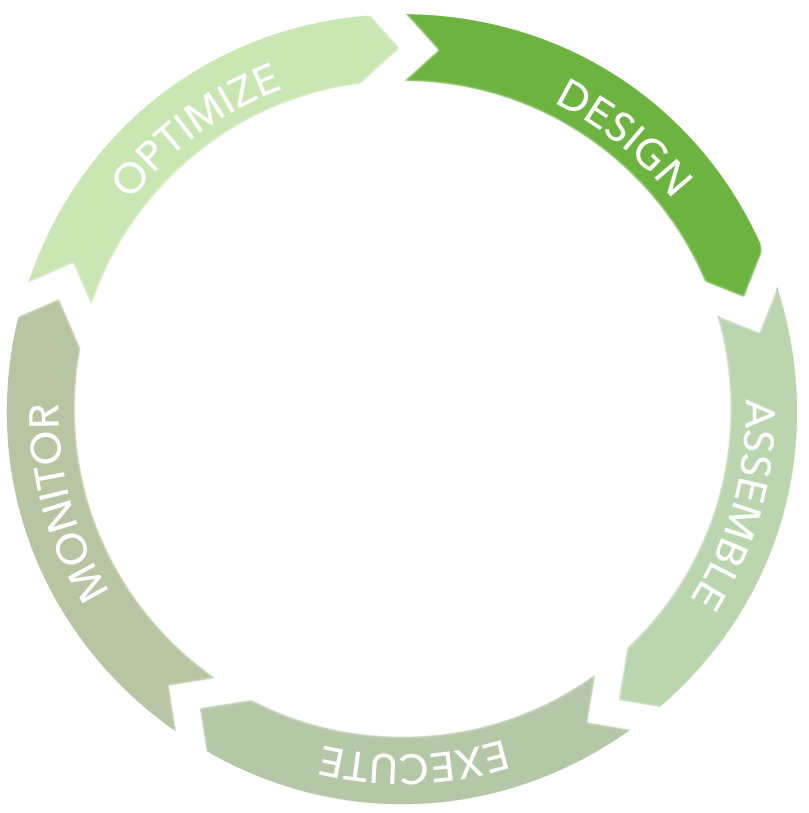 DESIGN
ASSEMBLE
EXECUTE
MONITOR
OPTIMIZE